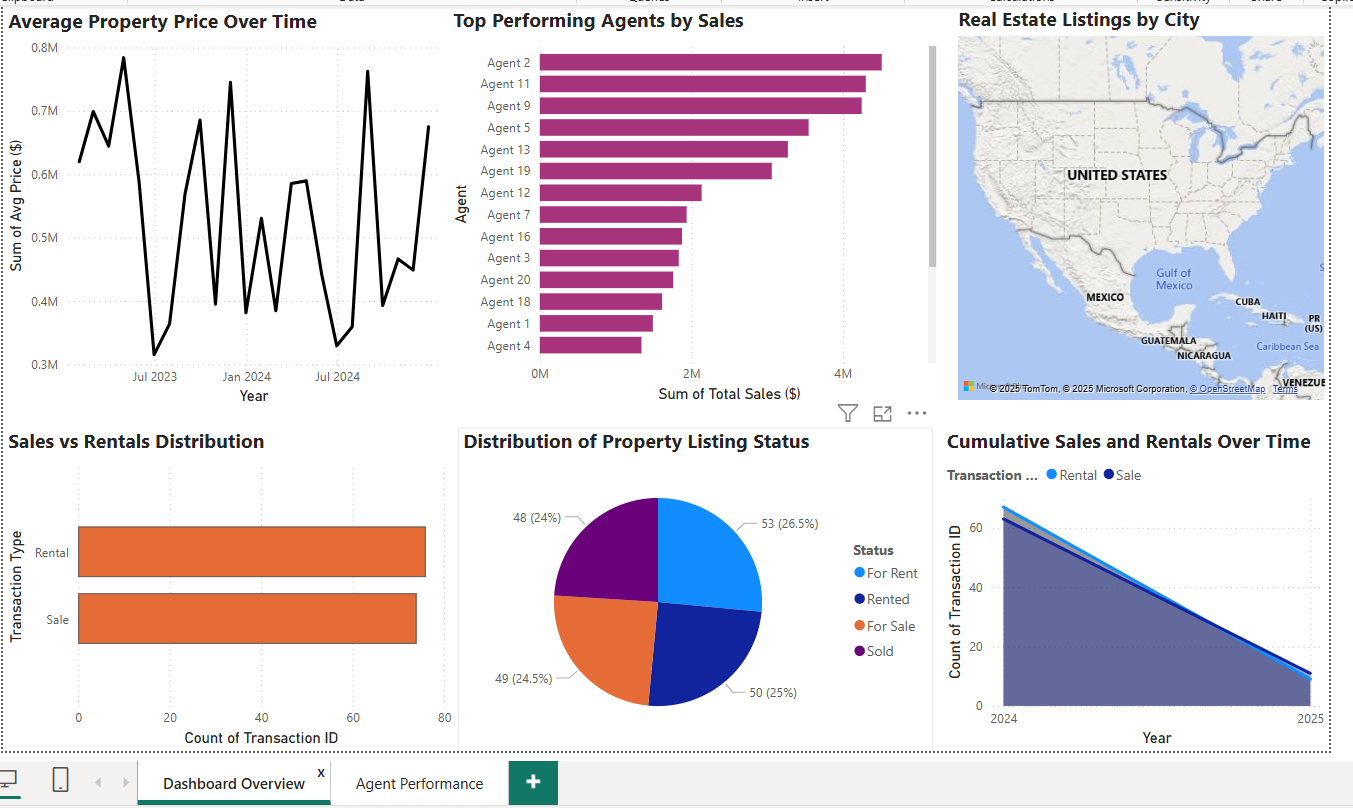 Average Property Price Over Time
0.8M
0.7M
0.6M
0.5M
0.4M
0.3M
Sum of Avg Price ($)
Jul 2023
Jan 2024
Jul 2024
Year
Top Performing Agents by Sales
Agent
Agent 2
Agent 11
Agent 9
Agent 5
Agent 13
Agent 19
Agent 12
Agent 7
Agent 16
Agent 3
Agent 20
Agent 18
Agent 1
Agent 4
0M
2M
4M
Sum of Total Sales ($)
Real Estate Listings by City
UNITED STATES
Gulf of
Mexico
MEXICO
CUBA
HAITI
PR
(US)
GUATEMALA
Caribbean Sea
NICARAGUA
VENEZUE
© 2025 TomTom, © 2025 Microsoft Corporation, © OpenStreetMap Terms
Sales vs Rentals Distribution
Transaction Type
Rental
Sale
0
20
40
60
80
Count of Transaction ID
Distribution of Property Listing Status
48 (24%)
53 (26.5%)
49 (24.5%)
50 (25%)
Status
For Rent
Rented
For Sale
Sold
Cumulative Sales and Rentals Over Time
Transaction ...
Rental
Sale
Count of Transaction ID
60
40
20
0
2024
2025
Year
Dashboard Overview
x
Agent Performance
+